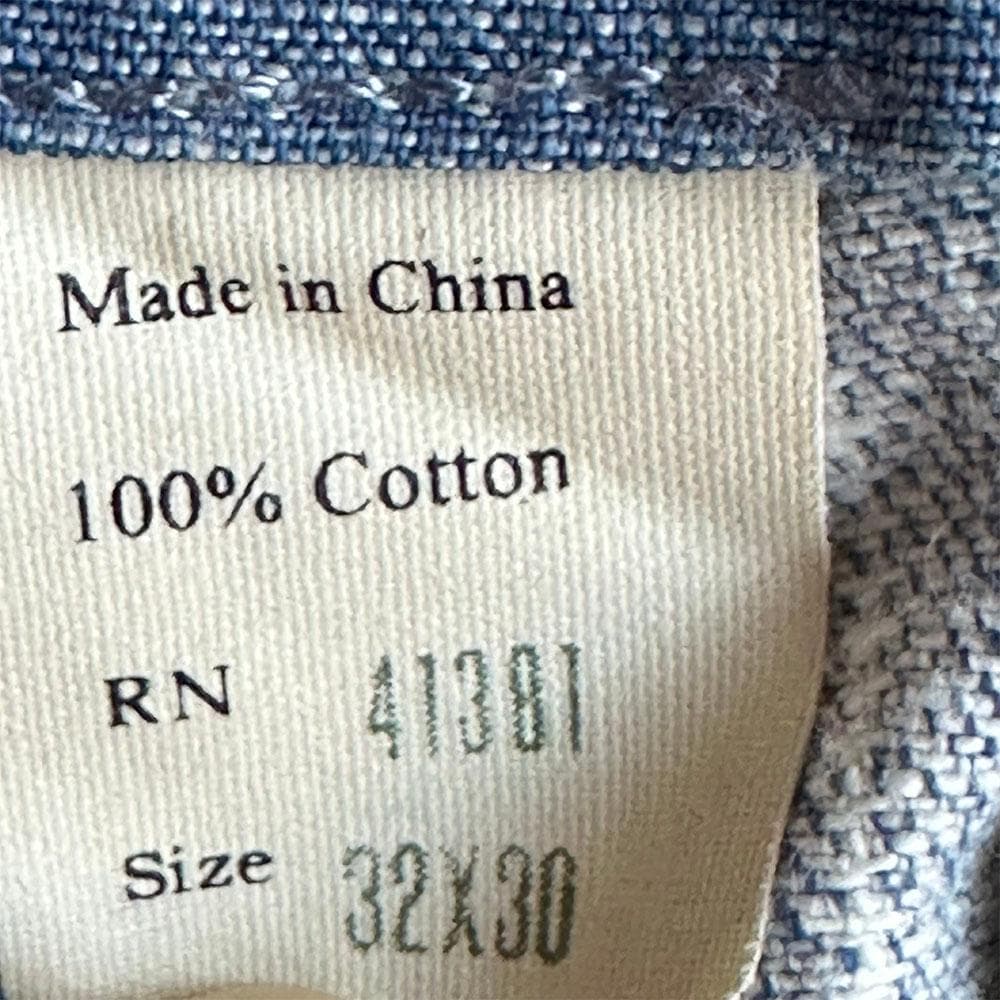 Made in China
100% Cotton
RN 41381
Size 32X30